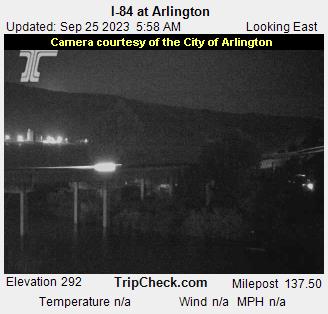 I-84 at Arlington
Updated: Sep 25 2023 5:58 AM Looking East
Camera courtesy of the City of Arlington
Elevation 292 TripCheck.com Milepost 137.50
Temperature n/a Wind n/a MPH n/a